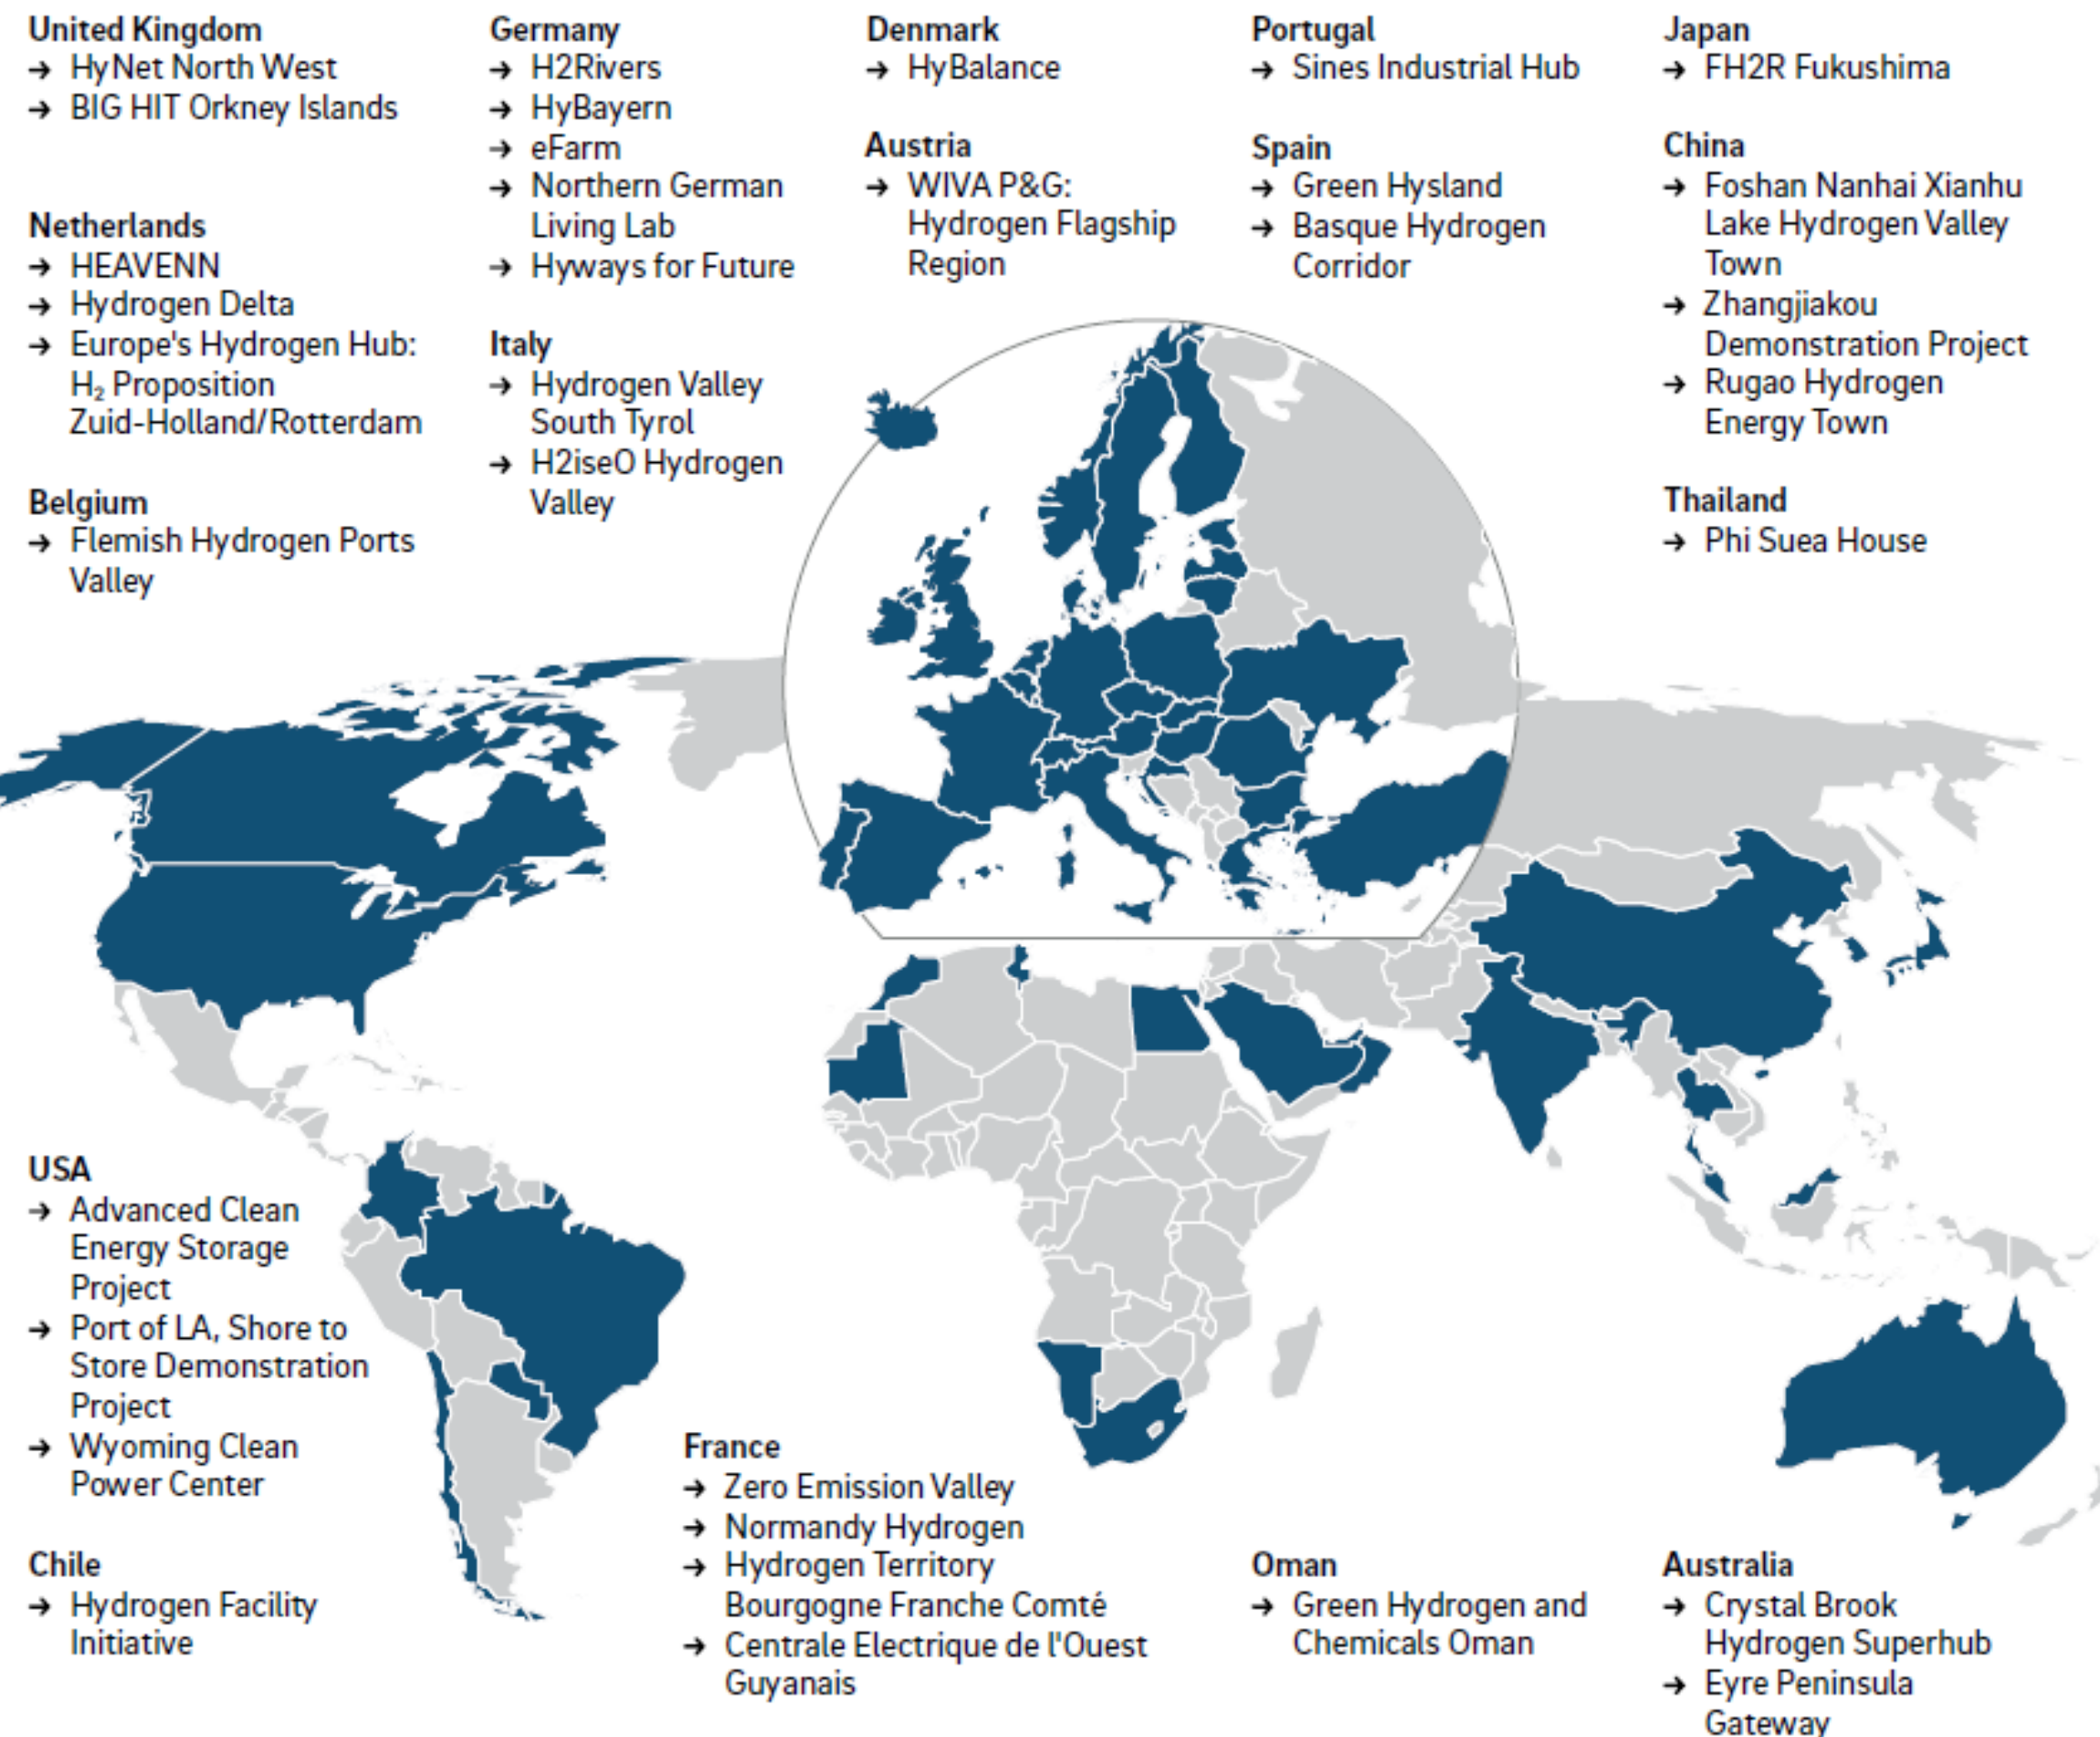 United Kingdom
→ HyNet North West
→ BIG HIT Orkney Islands
Netherlands
→ HEAVENN
→ Hydrogen Delta
→ Europe's Hydrogen Hub:
H₂ Proposition
Zuid-Holland/Rotterdam
Belgium
→ Flemish Hydrogen Ports
Valley
Germany
→ H2Rivers
→ HyBayern
→ eFarm
→ Northern German
Living Lab
→ Hyways for Future
Italy
→ Hydrogen Valley
South Tyrol
→ H2iseO Hydrogen
Valley
Denmark
→ HyBalance
Austria
→ WIVA P&G:
Hydrogen Flagship
Region
Portugal
→ Sines Industrial Hub
Spain
→ Green Hysland
→ Basque Hydrogen
Corridor
Japan
→ FH2R Fukushima
China
→ Foshan Nanhai Xianhu
Lake Hydrogen Valley
Town
→ Zhangjiakou
Demonstration Project
→ Rugao Hydrogen
Energy Town
Thailand
→ Phi Suea House
USA
→ Advanced Clean
Energy Storage
Project
→ Port of LA, Shore to
Store Demonstration
Project
→ Wyoming Clean
Power Center
Chile
→ Hydrogen Facility
Initiative
France
→ Zero Emission Valley
→ Normandy Hydrogen
→ Hydrogen Territory
Bourgogne Franche Comté
→ Centrale Electrique de l'Ouest
Guyanais
Oman
→ Green Hydrogen and
Chemicals Oman
Australia
→ Crystal Brook
Hydrogen Superhub
→ Eyre Peninsula
Gateway